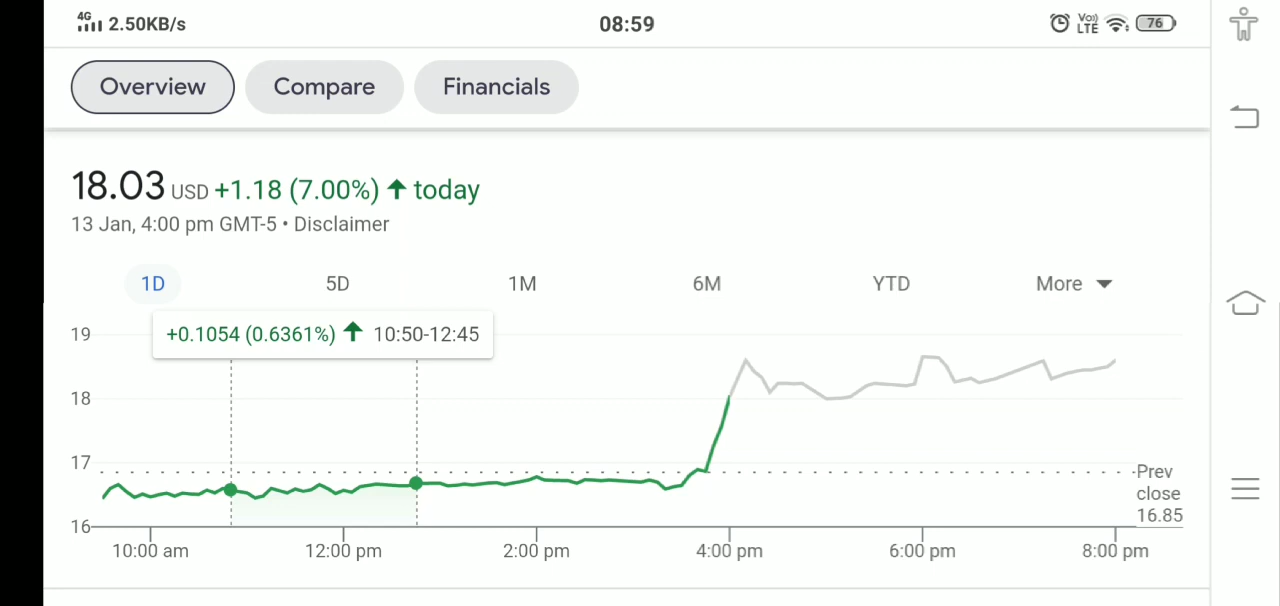 4G 2.50KB/s 08:59 Vo)) LTE 76
Overview Compare Financials
18.03 USD +1.18 (7.00%) today
13 Jan, 4:00 pm GMT-5 • Disclaimer
1D 5D 1M 6M YTD More
+0.1054 (0.6361%) 10:50-12:45
19
18
17
16
Prev
close
16.85
10:00 am 12:00 pm 2:00 pm 4:00 pm 6:00 pm 8:00 pm